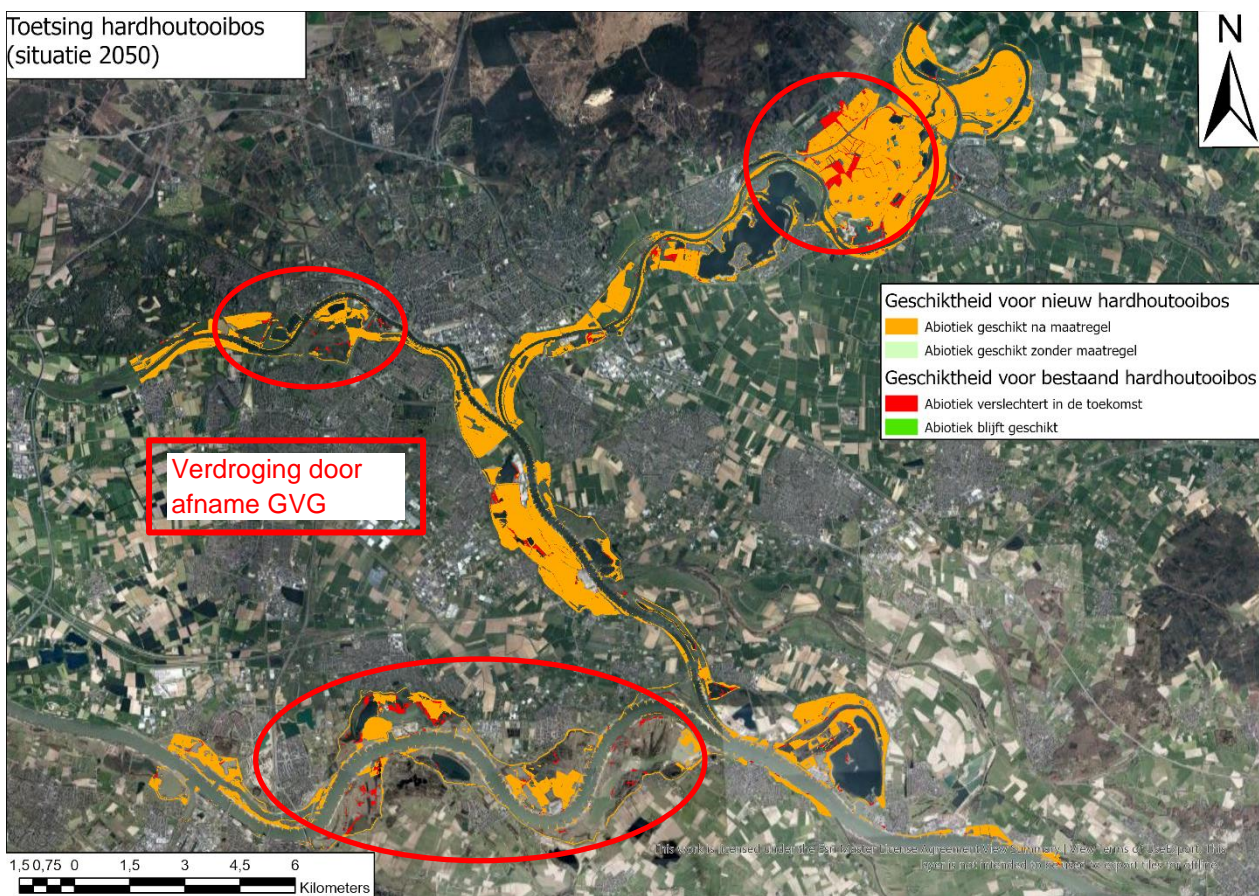 Toetsing hardhoutooibos
(situatie 2050)
N
Geschiktheid voor nieuw hardhoutooibos
Abiotiek geschikt na maatregel
Abiotiek geschikt zonder maatregel
Geschiktheid voor bestaand hardhoutooibos
Abiotiek verslechtert in de toekomst
Abiotiek blijft geschikt
Verdroging door
afname GVG
1,5 0,75 0 1,5 3 4,5 6
Kilometers